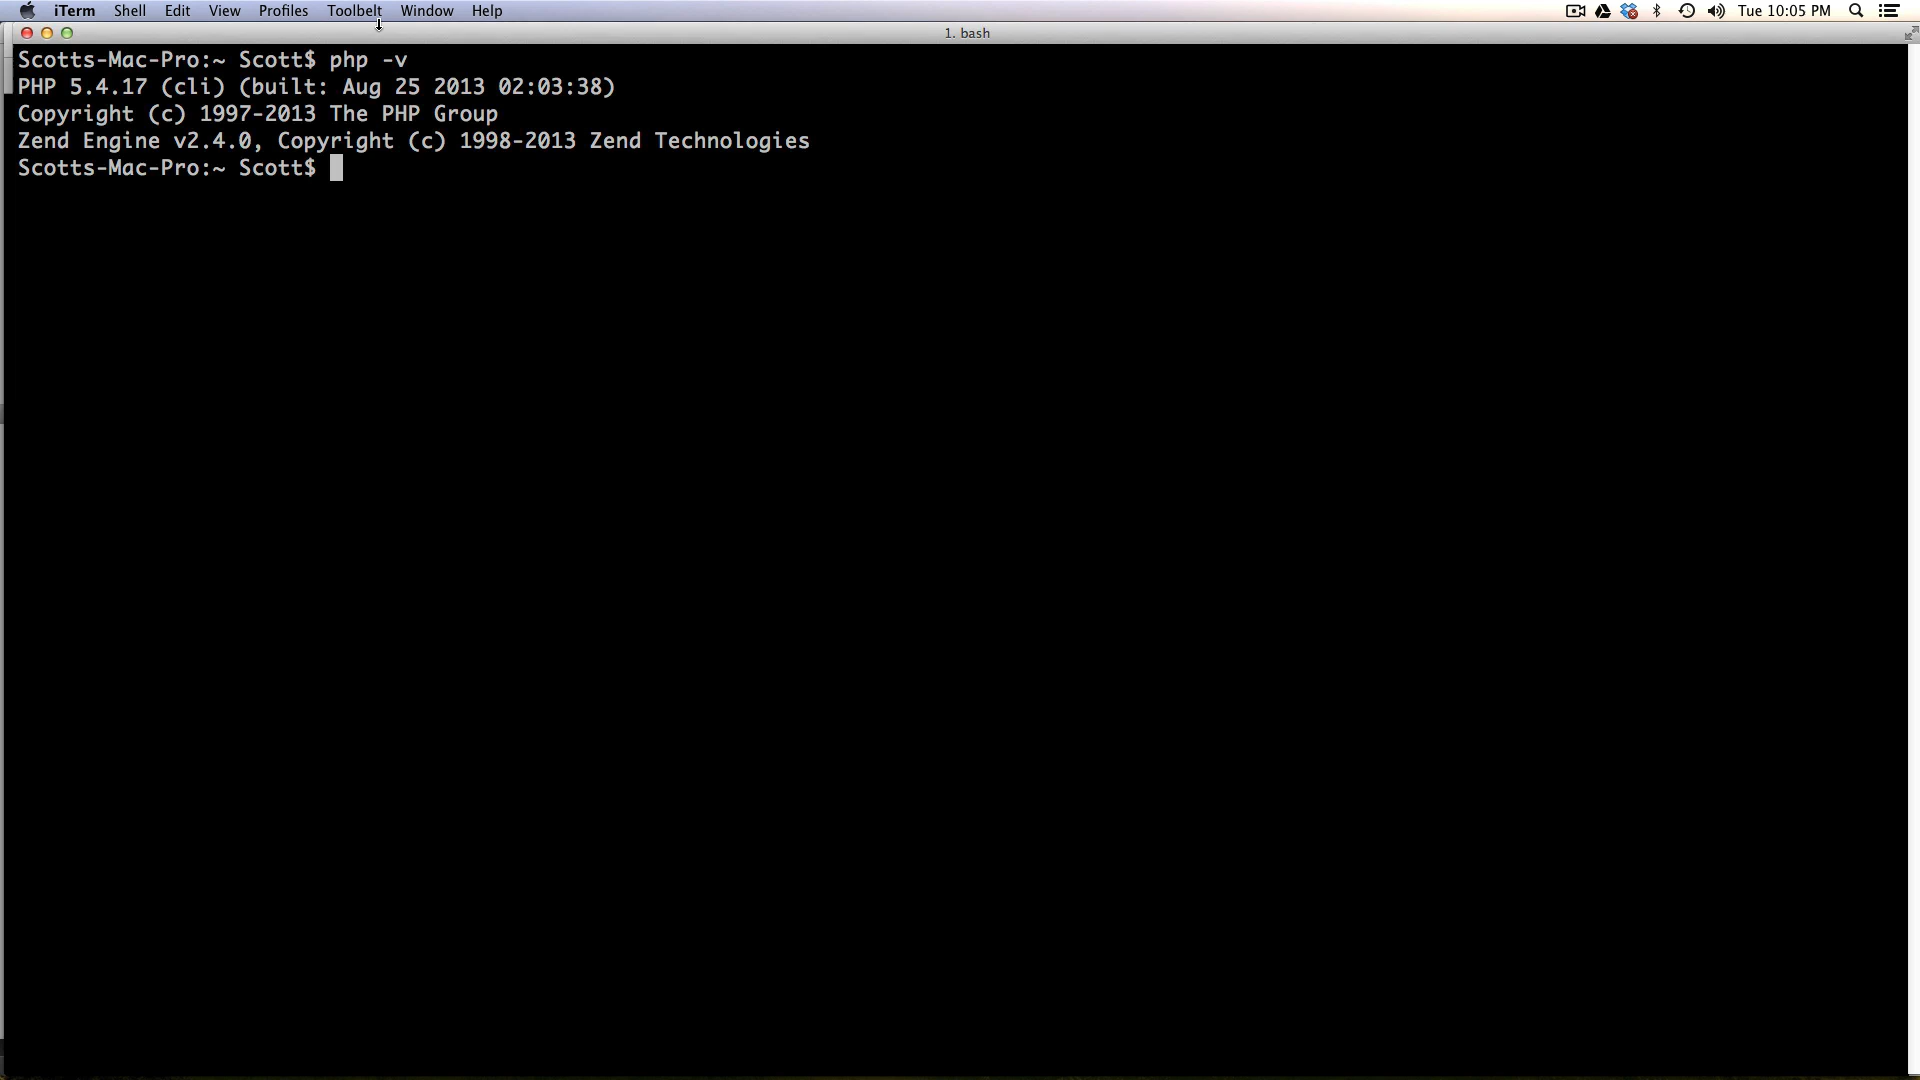 iTerm Shell Edit View Profiles Toolbelt Window Help Tue 10:05 PM
1. bash
Scotts-Mac-Pro:~ Scott$ php -v
PHP 5.4.17 (cli) (built: Aug 25 2013 02:03:38)
Copyright (c) 1997-2013 The PHP Group
Zend Engine v2.4.0, Copyright (c) 1998-2013 Zend Technologies
Scotts-Mac-Pro:~ Scott$